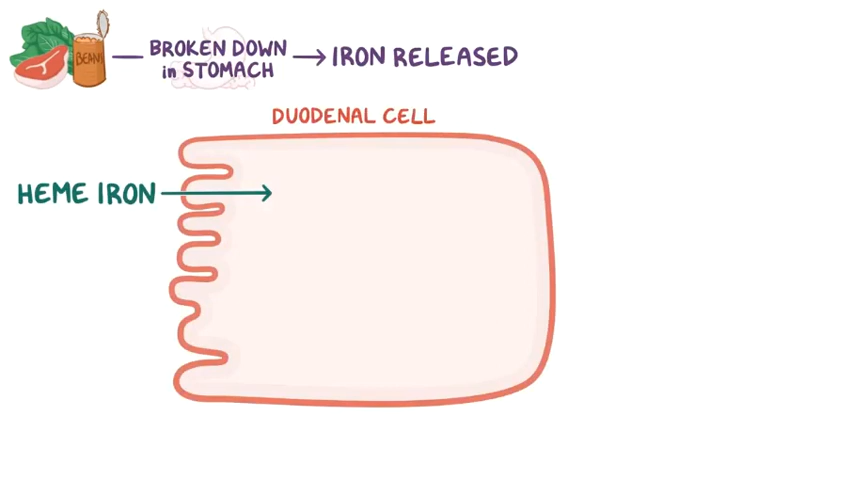 BEANS
BROKEN DOWN
in STOMACH
IRON RELEASED
DUODENAL CELL
HEME IRON